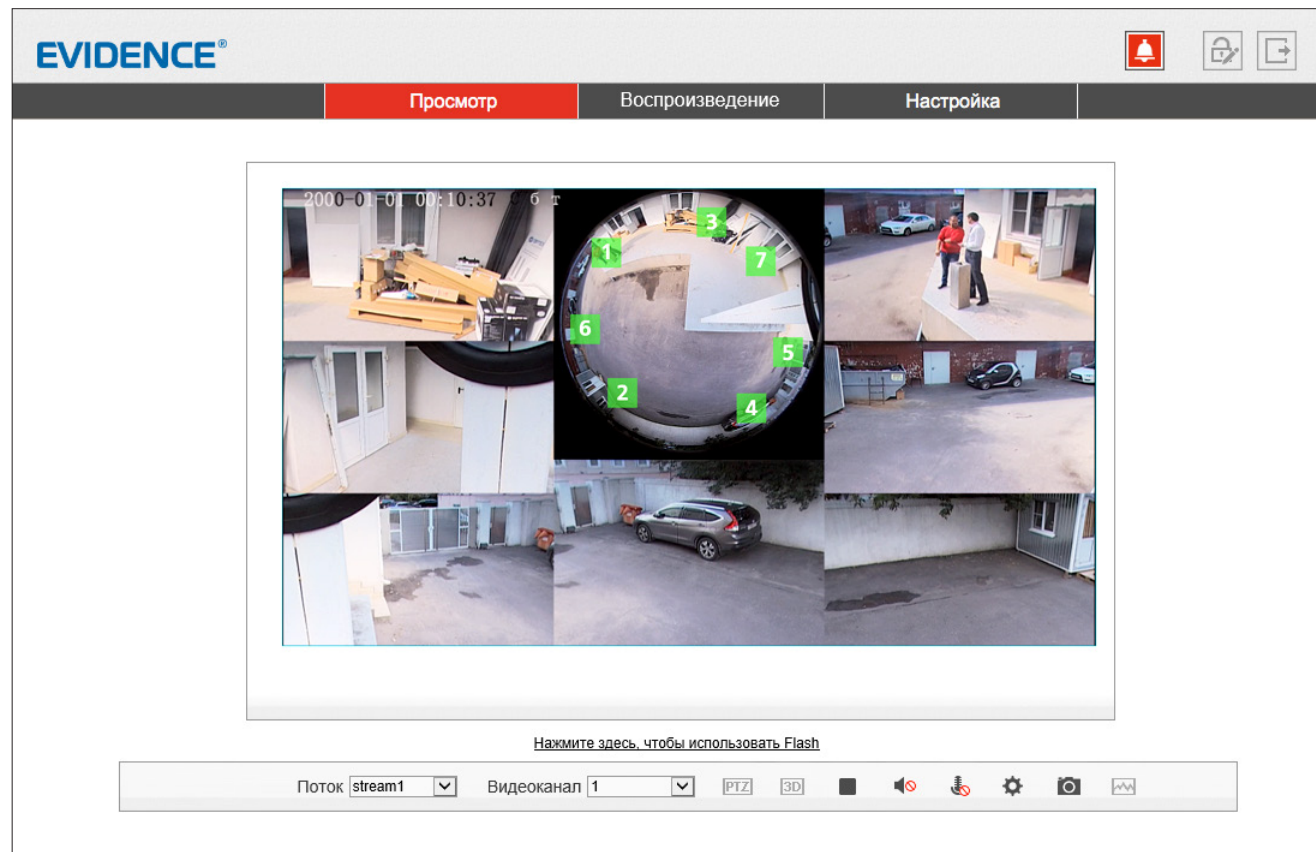 EVIDENCE®
Просмотр
Воспроизведение
Настройка
2000-01-01 00:10:37 С б т
3
1
7
6
5
2
4
Нажмите здесь, чтобы использовать Flash
Поток stream1 Видеоканал 1 PTZ 3D